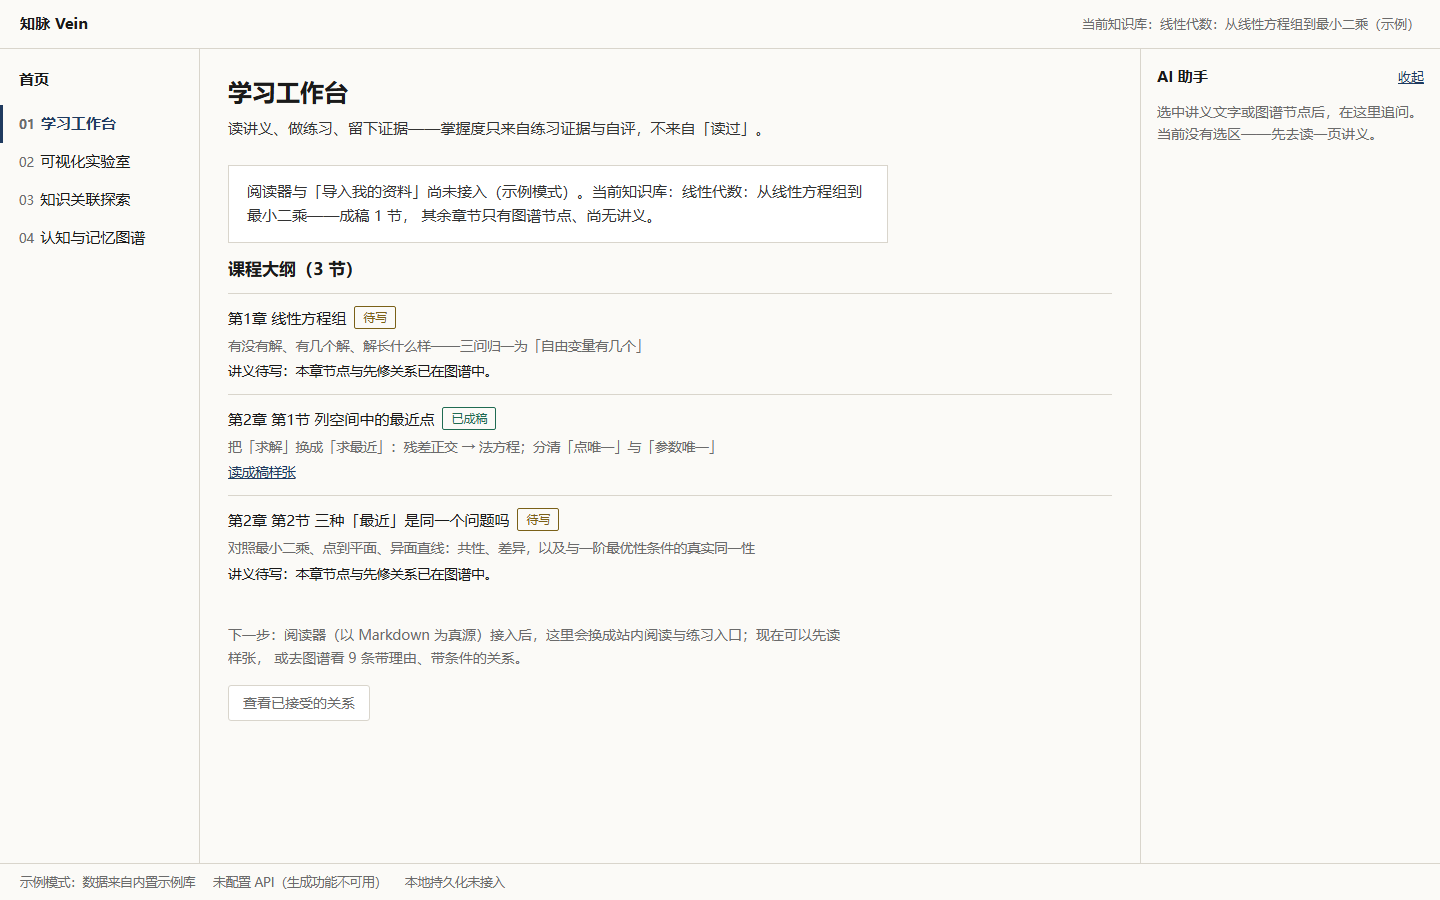 知脉 Vein
当前知识库：线性代数：从线性方程组到最小二乘（示例）
首页
01 学习工作台
02 可视化实验室
03 知识关联探索
04 认知与记忆图谱
学习工作台
读讲义、做练习、留下证据——掌握度只来自练习证据与自评，不来自「读过」。
阅读器与「导入我的资料」尚未接入（示例模式）。当前知识库：线性代数：从线性方程组到
最小二乘——成稿 1 节， 其余章节只有图谱节点、尚无讲义。
课程大纲（3 节）
第1章 线性方程组 待写
有没有解、有几个解、解长什么样——三问归一为「自由变量有几个」
讲义待写：本章节点与先修关系已在图谱中。
第2章 第1节 列空间中的最近点 已成稿
把「求解」换成「求最近」：残差正交 → 法方程；分清「点唯一」与「参数唯一」
读成稿样张
第2章 第2节 三种「最近」是同一个问题吗 待写
对照最小二乘、点到平面、异面直线：共性、差异，以及与一阶最优性条件的真实同一性
讲义待写：本章节点与先修关系已在图谱中。
下一步：阅读器（以 Markdown 为真源）接入后，这里会换成站内阅读与练习入口；现在可以先读
样张， 或去图谱看 9 条带理由、带条件的关系。
查看已接受的关系
AI 助手
收起
选中讲义文字或图谱节点后，在这里追问。
当前没有选区——先去读一页讲义。
示例模式：数据来自内置示例库 未配置 API（生成功能不可用） 本地持久化未接入